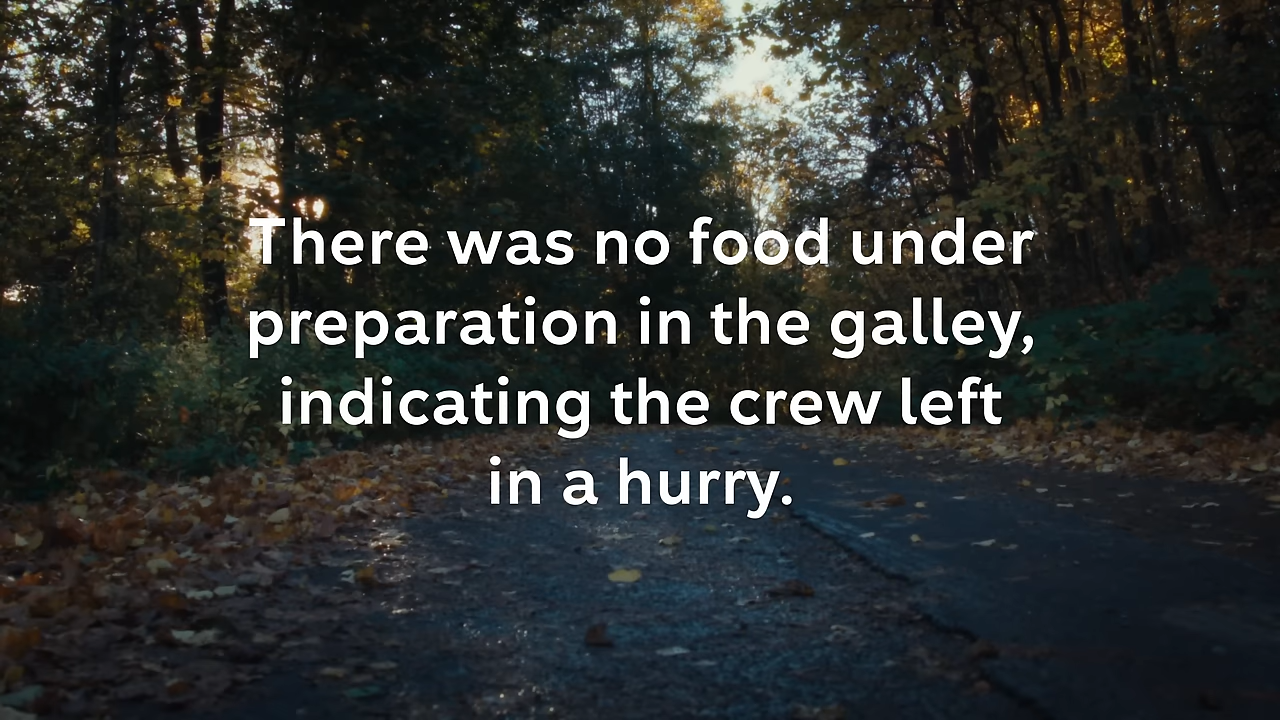 There was no food under
preparation in the galley,
indicating the crew left
in a hurry.